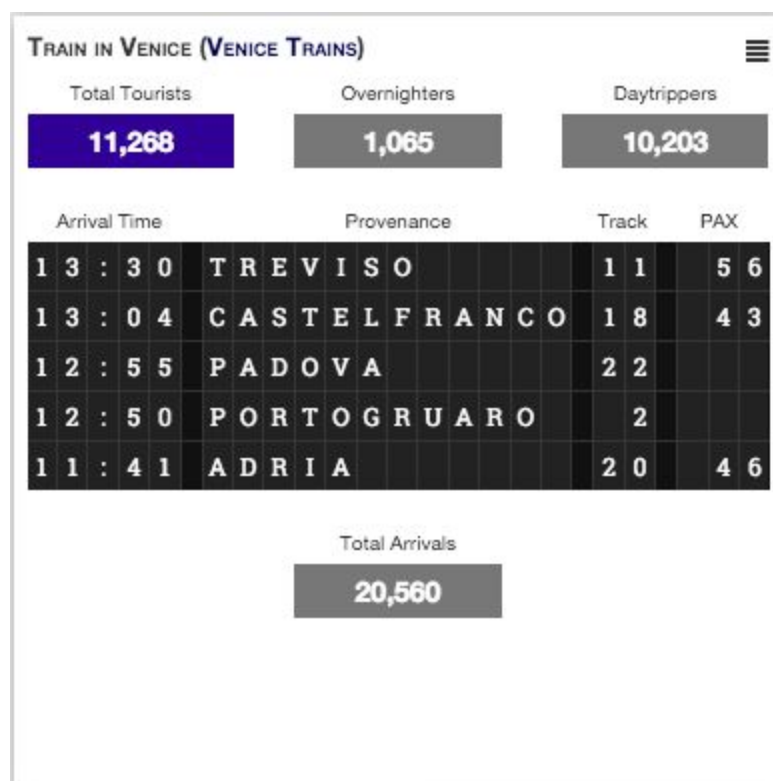 Train in Venice (Venice Trains)
Total Tourists Overnighters Daytrippers
11,268 1,065 10,203
Arrival Time Provenance Track PAX
13:30 TREVISO 11 56
13:04 CASTELFRANCO 18 43
12:55 PADOVA 22
12:50 PORTOGRUARO 2
11:41 ADRIA 20 46
Total Arrivals
20,560